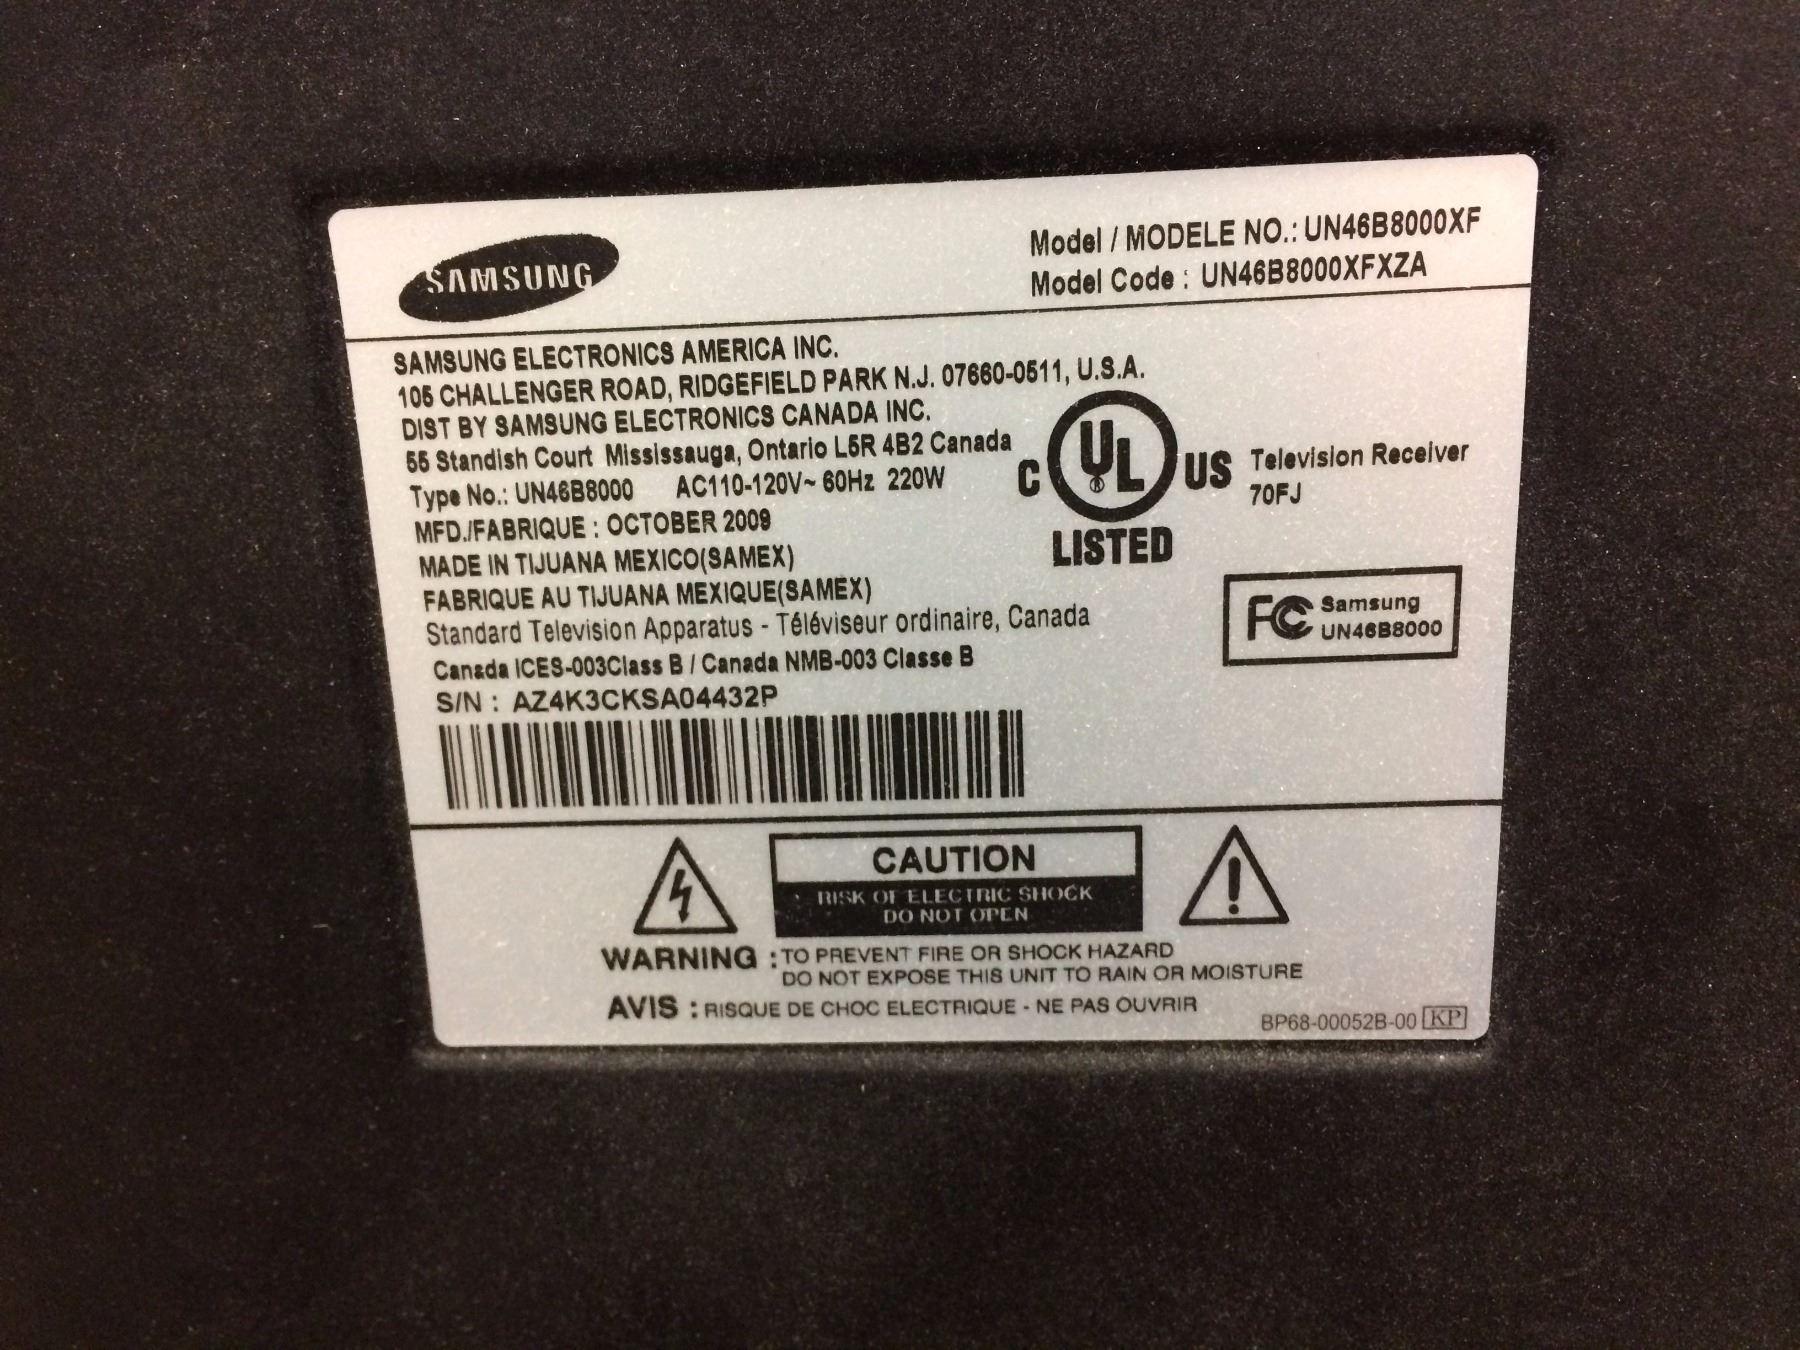 SAMSUNG
Model / MODELE NO.: UN46B8000XF
Model Code : UN46B8000XFXZA
SAMSUNG ELECTRONICS AMERICA INC.
105 CHALLENGER ROAD, RIDGEFIELD PARK N.J. 07660-0511, U.S.A.
DIST BY SAMSUNG ELECTRONICS CANADA INC.
55 Standish Court Mississauga, Ontario L5R 4B2 Canada
Type No.: UN46B8000 AC110-120V~ 60Hz 220W
MFD./FABRIQUE : OCTOBER 2009
MADE IN TIJUANA MEXICO(SAMEX)
FABRIQUE AU TIJUANA MEXIQUE(SAMEX)
Standard Television Apparatus - Téléviseur ordinaire, Canada
Canada ICES-003Class B / Canada NMB-003 Classe B
S/N : AZ4K3CKSA04432P
C UL® US
LISTED
Television Receiver
70FJ
FC Samsung
UN46B8000
CAUTION
RISK OF ELECTRIC SHOCK
DO NOT OPEN
WARNING : TO PREVENT FIRE OR SHOCK HAZARD
DO NOT EXPOSE THIS UNIT TO RAIN OR MOISTURE
AVIS : RISQUE DE CHOC ELECTRIQUE - NE PAS OUVRIR
BP68-00052B-00 KP